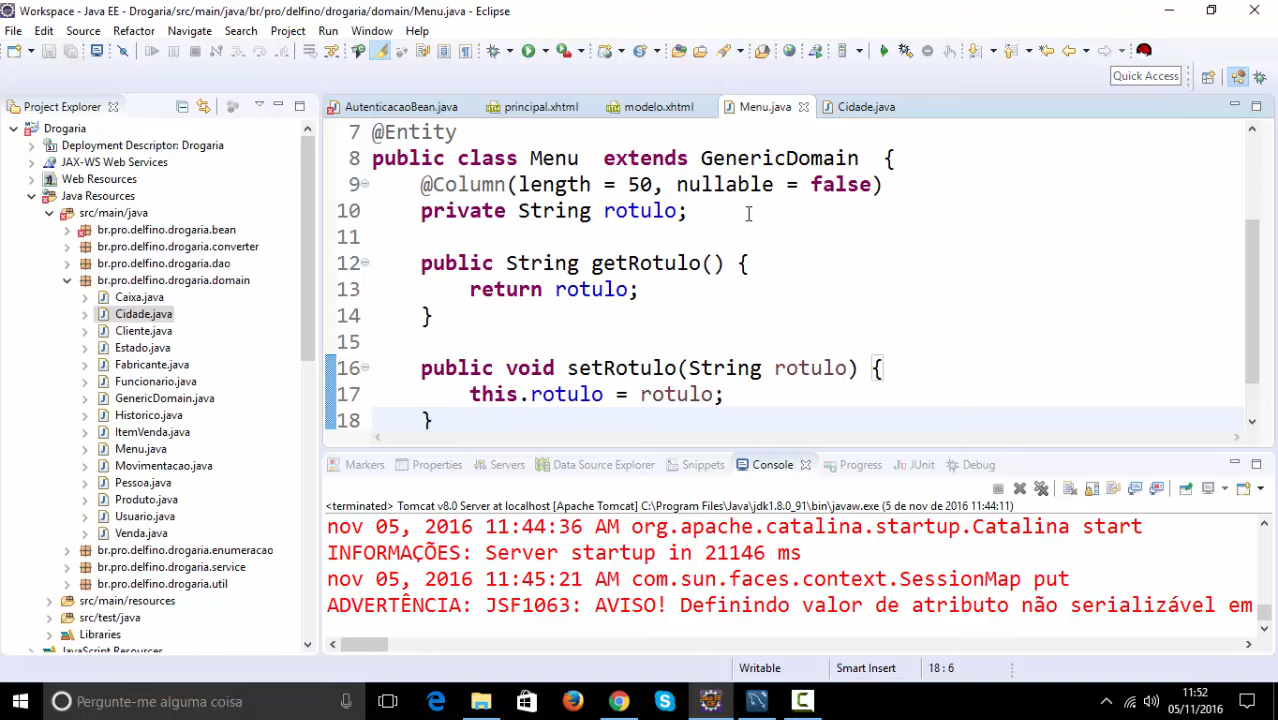 Workspace - Java EE - Drogaria/src/main/java/br/pro/delfino/drogaria/domain/Menu.java - Eclipse
File Edit Source Refactor Navigate Search Project Run Window Help
Quick Access
Project Explorer
Drogaria
Deployment Descriptor: Drogaria
JAX-WS Web Services
Web Resources
Java Resources
src/main/java
br.pro.delfino.drogaria.bean
br.pro.delfino.drogaria.converter
br.pro.delfino.drogaria.dao
br.pro.delfino.drogaria.domain
Caixa.java
Cidade.java
Cliente.java
Estado.java
Fabricante.java
Funcionario.java
GenericDomain.java
Historico.java
ItemVenda.java
Menu.java
Movimentacao.java
Pessoa.java
Produto.java
Usuario.java
Venda.java
br.pro.delfino.drogaria.enumeracao
br.pro.delfino.drogaria.service
br.pro.delfino.drogaria.util
src/main/resources
src/test/java
Libraries
JavaScript Resources
AutenticacaoBean.java principal.xhtml modelo.xhtml Menu.java Cidade.java
7 @Entity
8 public class Menu extends GenericDomain {
9 @Column(length = 50, nullable = false)
10 private String rotulo;
11
12 public String getRotulo() {
13 return rotulo;
14 }
15
16 public void setRotulo(String rotulo) {
17 this.rotulo = rotulo;
18 }
Markers Properties Servers Data Source Explorer Snippets Console Progress JUnit Debug
<terminated> Tomcat v8.0 Server at localhost [Apache Tomcat] C:\Program Files\Java\jdk1.8.0_91\bin\javaw.exe (5 de nov de 2016 11:44:11)
nov 05, 2016 11:44:36 AM org.apache.catalina.startup.Catalina start
INFORMAÇÕES: Server startup in 21146 ms
nov 05, 2016 11:45:21 AM com.sun.faces.context.SessionMap put
ADVERTÊNCIA: JSF1063: AVISO! Definindo valor de atributo não serializável em
Writable Smart Insert 18 : 6
Pergunte-me alguma coisa
11:52
05/11/2016